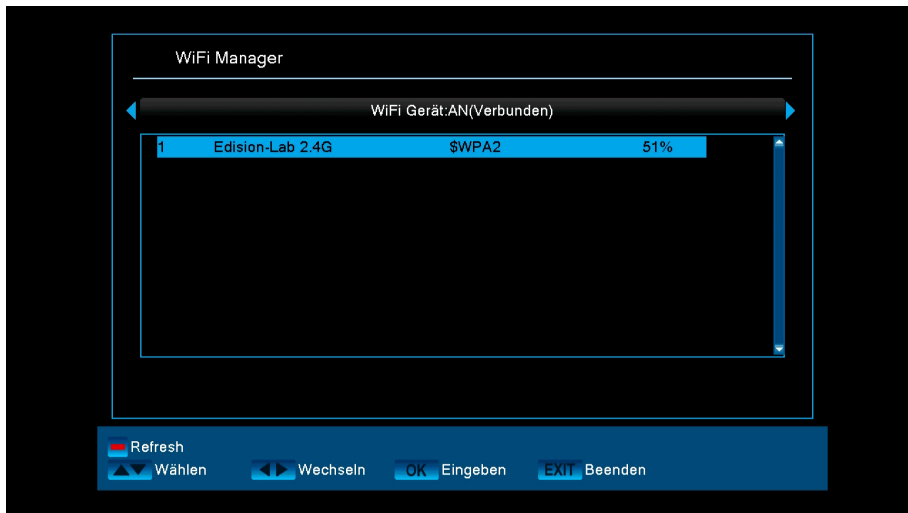 WiFi Manager
WiFi Gerät:AN(Verbunden)
1 Edision-Lab 2.4G $WPA2 51%
Refresh
Wählen Wechseln OK Eingeben EXIT Beenden